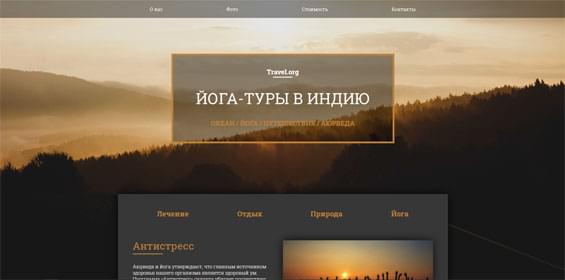 О нас
Фото
Стоимость
Контакты
Travel.org
ЙОГА-ТУРЫ В ИНДИЮ
ОКЕАН / ЙОГА / ПУТЕШЕСТВИЯ / АЮРВЕДА
Лечение
Отдых
Природа
Йога
Антистресс
Аюрведа и йога утверждают, что главным источником
здоровья нашего организма является здоровый ум.